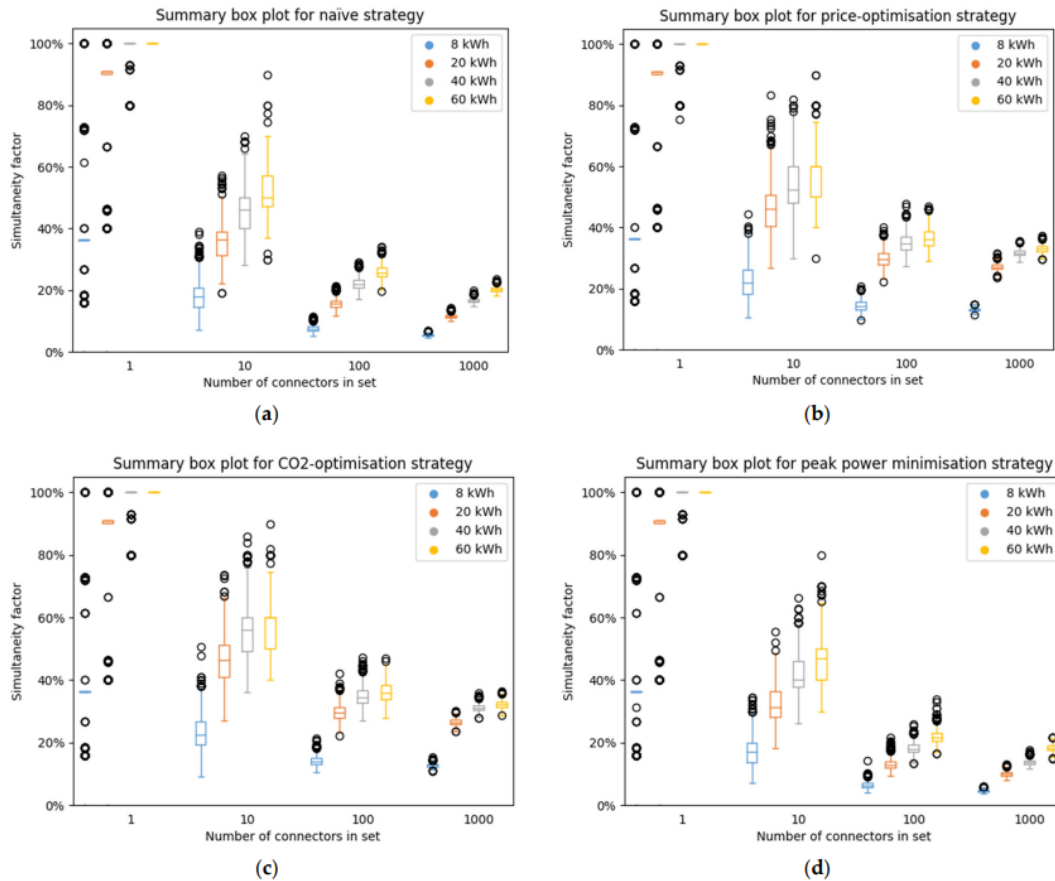 Summary box plot for naïve strategy
100%
80%
60%
40%
20%
0%
Simultaneity factor
8 kWh
20 kWh
40 kWh
60 kWh
1
10
100
1000
Number of connectors in set
(a)
Summary box plot for price-optimisation strategy
100%
80%
60%
40%
20%
0%
Simultaneity factor
8 kWh
20 kWh
40 kWh
60 kWh
1
10
100
1000
Number of connectors in set
(b)
Summary box plot for CO2-optimisation strategy
100%
80%
60%
40%
20%
0%
Simultaneity factor
8 kWh
20 kWh
40 kWh
60 kWh
1
10
100
1000
Number of connectors in set
(c)
Summary box plot for peak power minimisation strategy
100%
80%
60%
40%
20%
0%
Simultaneity factor
8 kWh
20 kWh
40 kWh
60 kWh
1
10
100
1000
Number of connectors in set
(d)